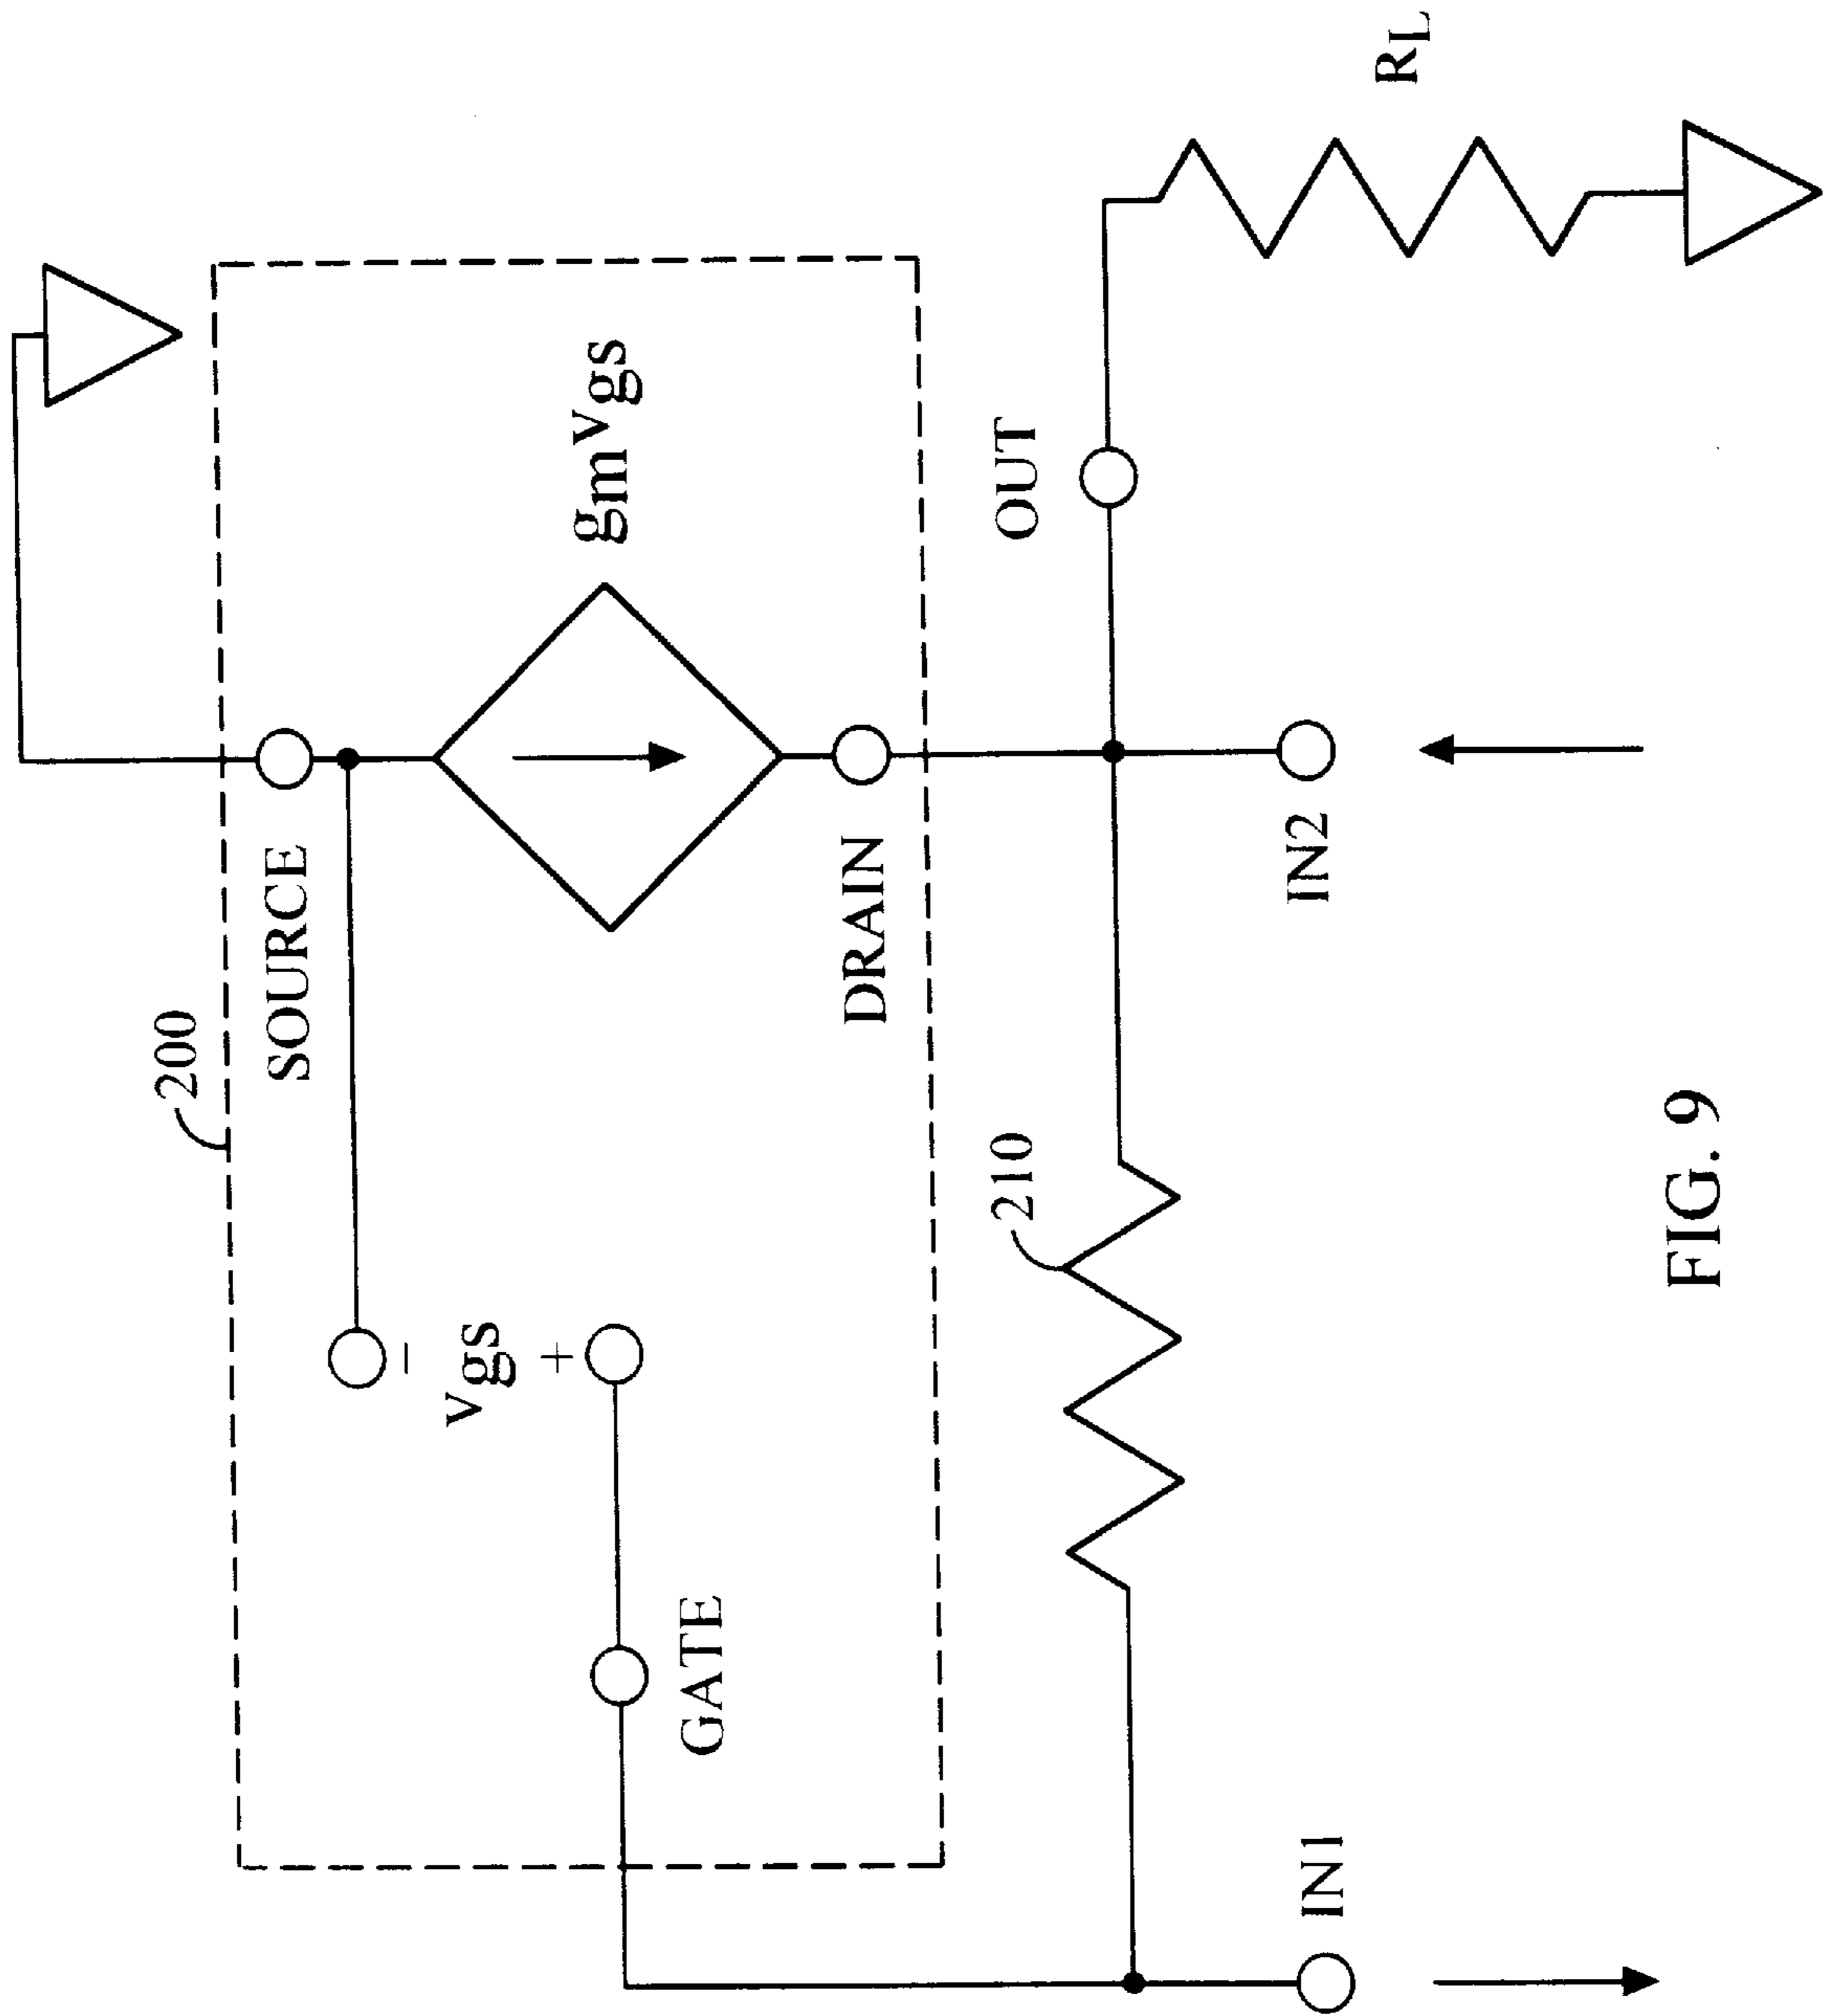 200
SOURCE
gmvgs
- vgs +
GATE
DRAIN
OUT
210
RL
IN1
IN2
FIG. 9